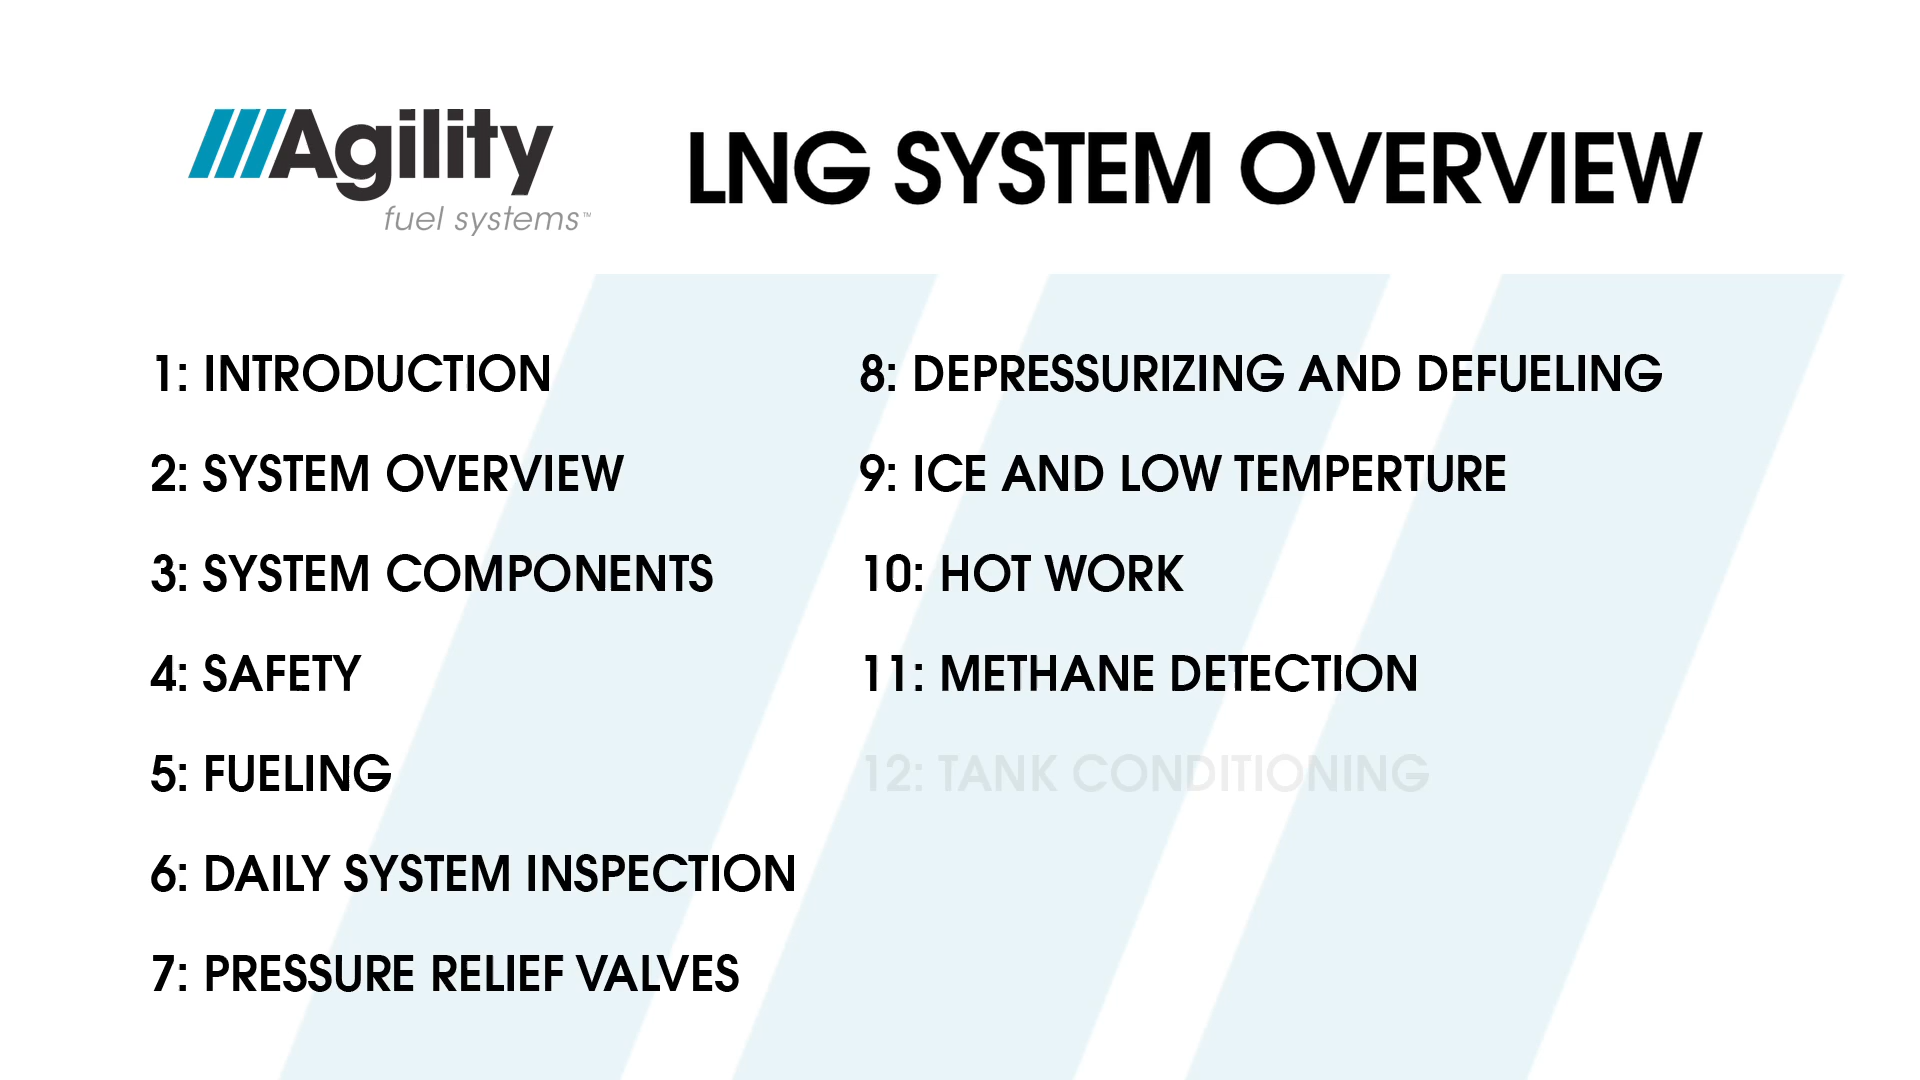 Agility
fuel systems™
LNG SYSTEM OVERVIEW
1: INTRODUCTION
2: SYSTEM OVERVIEW
3: SYSTEM COMPONENTS
4: SAFETY
5: FUELING
6: DAILY SYSTEM INSPECTION
7: PRESSURE RELIEF VALVES
8: DEPRESSURIZING AND DEFUELING
9: ICE AND LOW TEMPERTURE
10: HOT WORK
11: METHANE DETECTION
12: TANK CONDITIONING